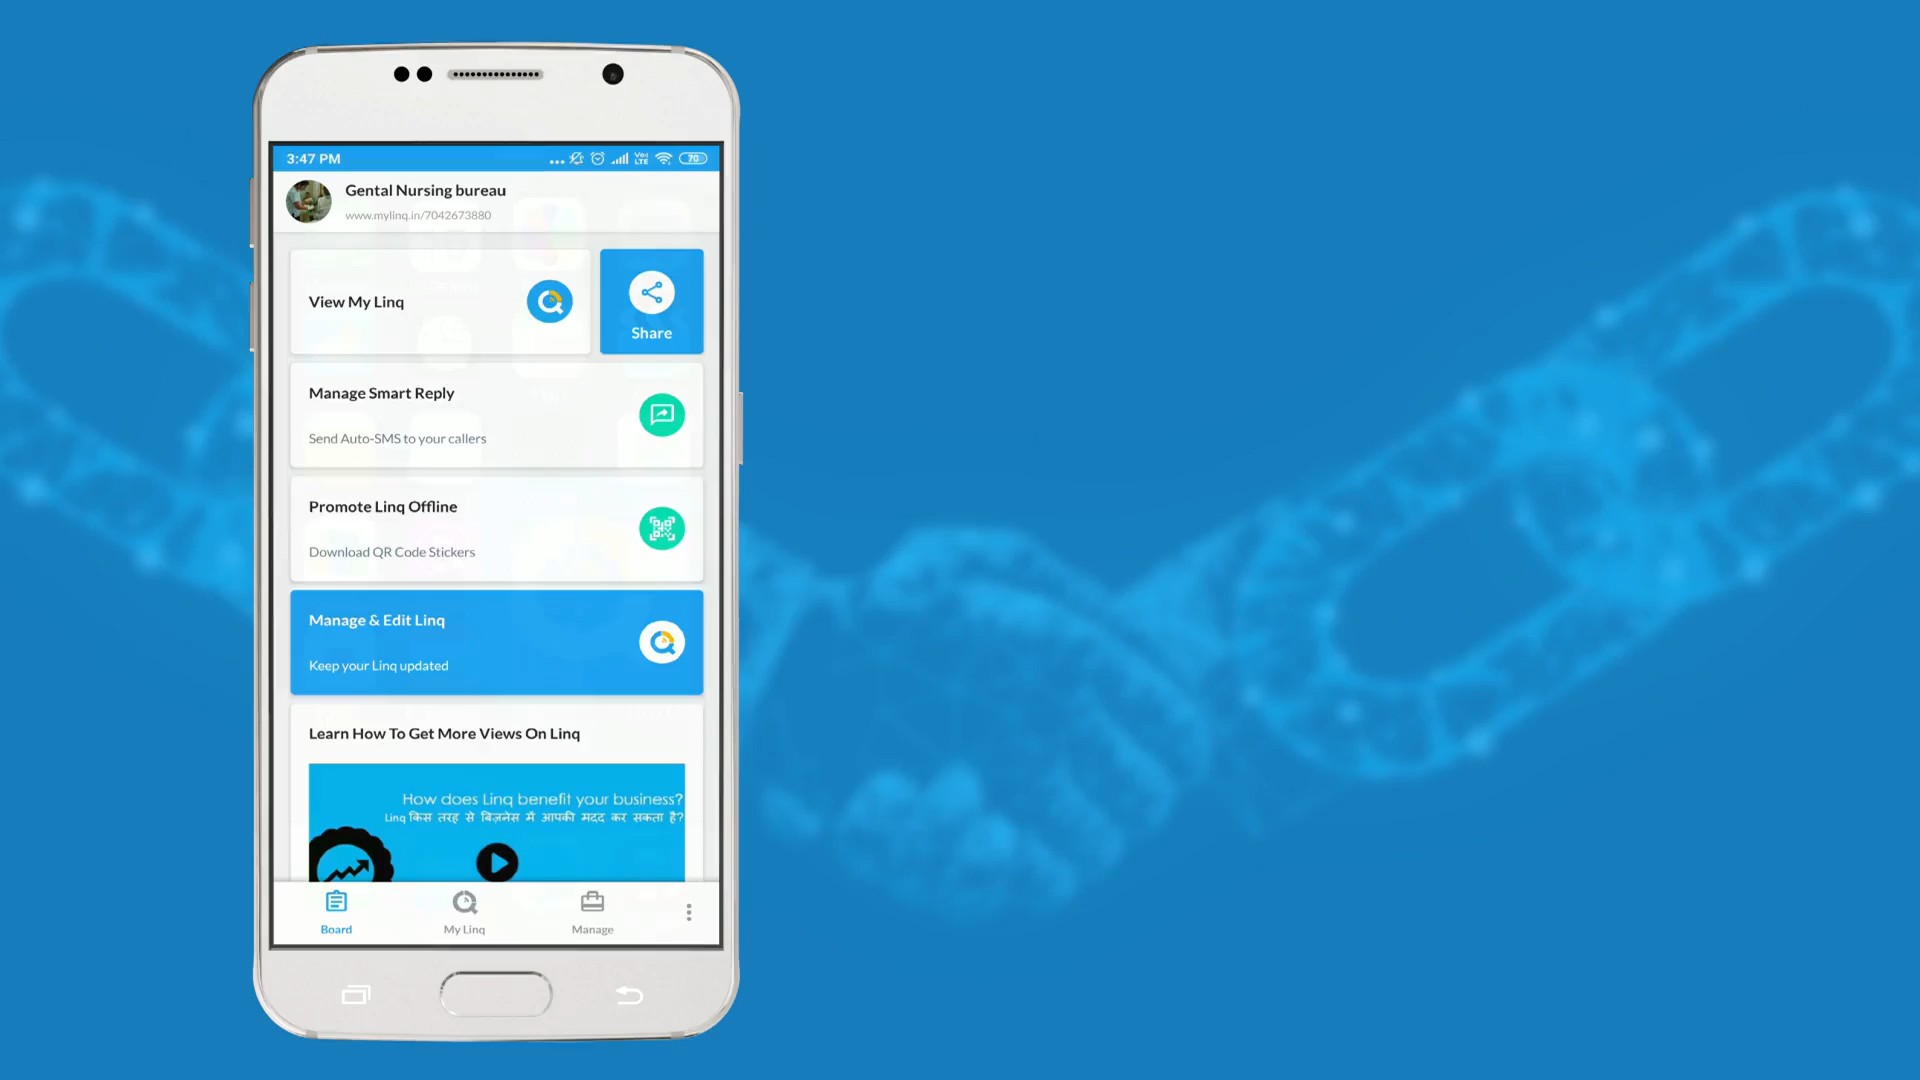 3:47 PM
Vo)
LTE
70
Gental Nursing bureau
www.mylinq.in/7042673880
View My Linq
Share
Manage Smart Reply
Send Auto-SMS to your callers
Promote Linq Offline
Download QR Code Stickers
Manage & Edit Linq
Keep your Linq updated
Learn How To Get More Views On Linq
How does Linq benefit your business?
Linq किस तरह से बिज़नेस में आपकी मदद कर सकता है?
Board
My Linq
Manage